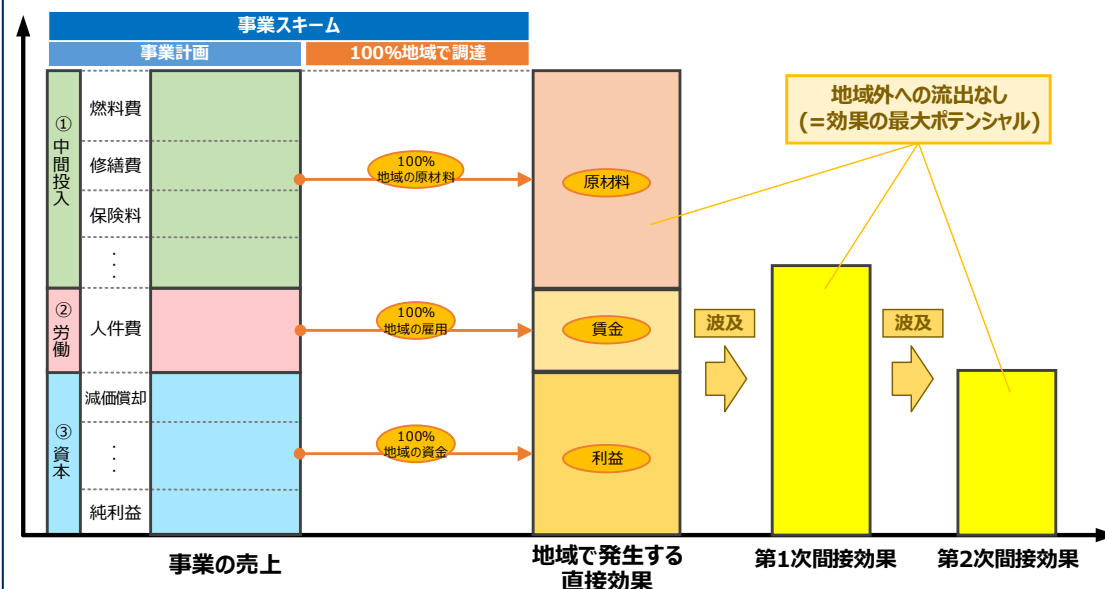 事業スキーム
事業計画
100%地域で調達
①中間投入
燃料費
修繕費
保険料
・・・
②労働
人件費
③資本
減価償却
・・・
純利益
100%
地域の原材料
100%
地域の雇用
100%
地域の資金
原材料
賃金
利益
地域外への流出なし
(=効果の最大ポテンシャル)
波及
波及
事業の売上
地域で発生する
直接効果
第1次間接効果
第2次間接効果